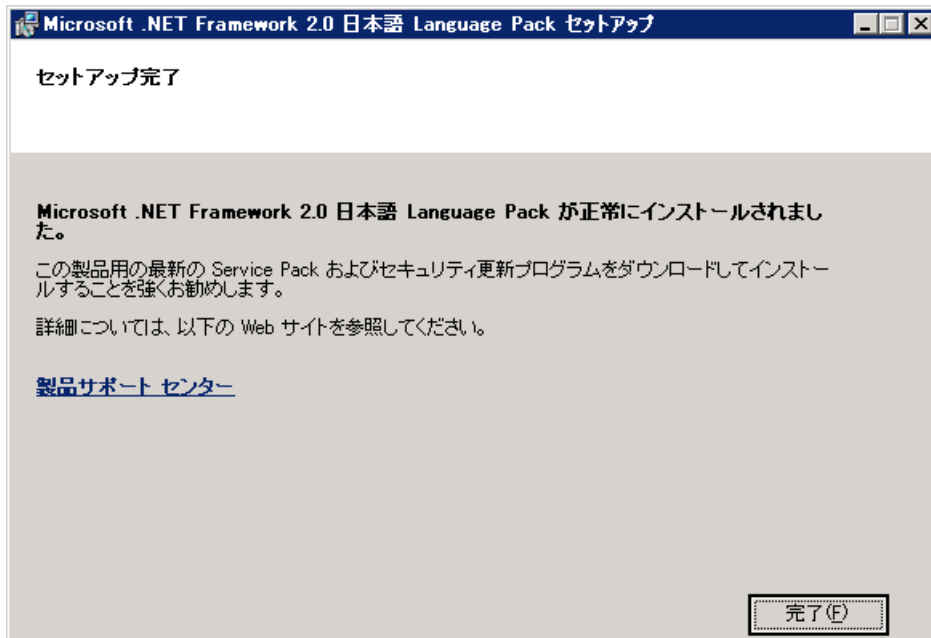 Microsoft .NET Framework 2.0 日本語 Language Pack セットアップ
セットアップ完了
Microsoft .NET Framework 2.0 日本語 Language Pack が正常にインストールされまし
た。
この製品用の最新の Service Pack およびセキュリティ更新プログラムをダウンロードしてインストー
ルすることを強くお勧めします。
詳細については、以下の Web サイトを参照してください。
製品サポート センター
完了(F)